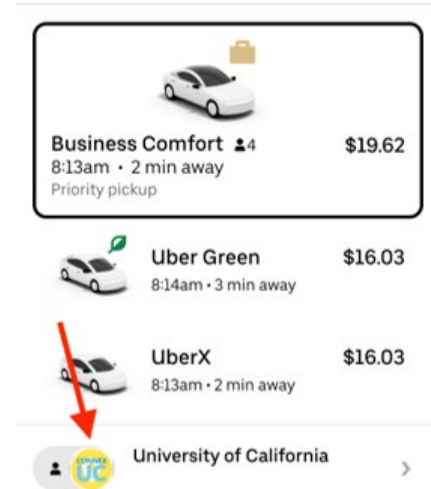 Business Comfort 4 $19.62
8:13am • 2 min away
Priority pickup
Uber Green $16.03
8:14am • 3 min away
UberX $16.03
8:13am • 2 min away
CONNEX
UC
University of California